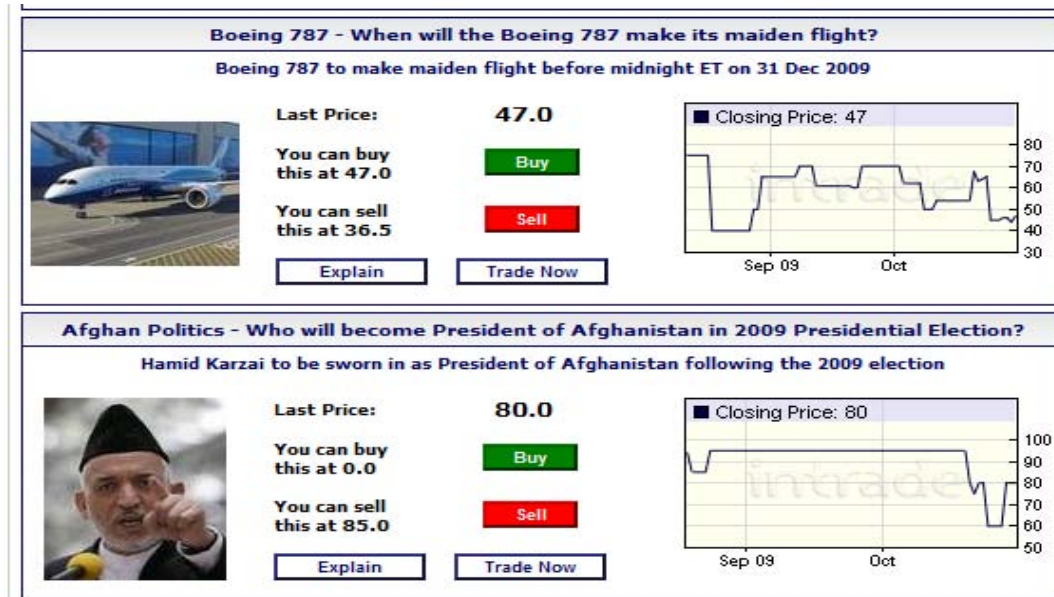 Boeing 787 - When will the Boeing 787 make its maiden flight?
Boeing 787 to make maiden flight before midnight ET on 31 Dec 2009
Last Price: 47.0
You can buy
this at 47.0
Buy
You can sell
this at 36.5
Sell
Explain
Trade Now
Closing Price: 47
intrade
80
70
60
50
40
30
Sep 09
Oct
Afghan Politics - Who will become President of Afghanistan in 2009 Presidential Election?
Hamid Karzai to be sworn in as President of Afghanistan following the 2009 election
Last Price: 80.0
You can buy
this at 0.0
Buy
You can sell
this at 85.0
Sell
Explain
Trade Now
Closing Price: 80
intrade
100
90
80
70
60
50
Sep 09
Oct